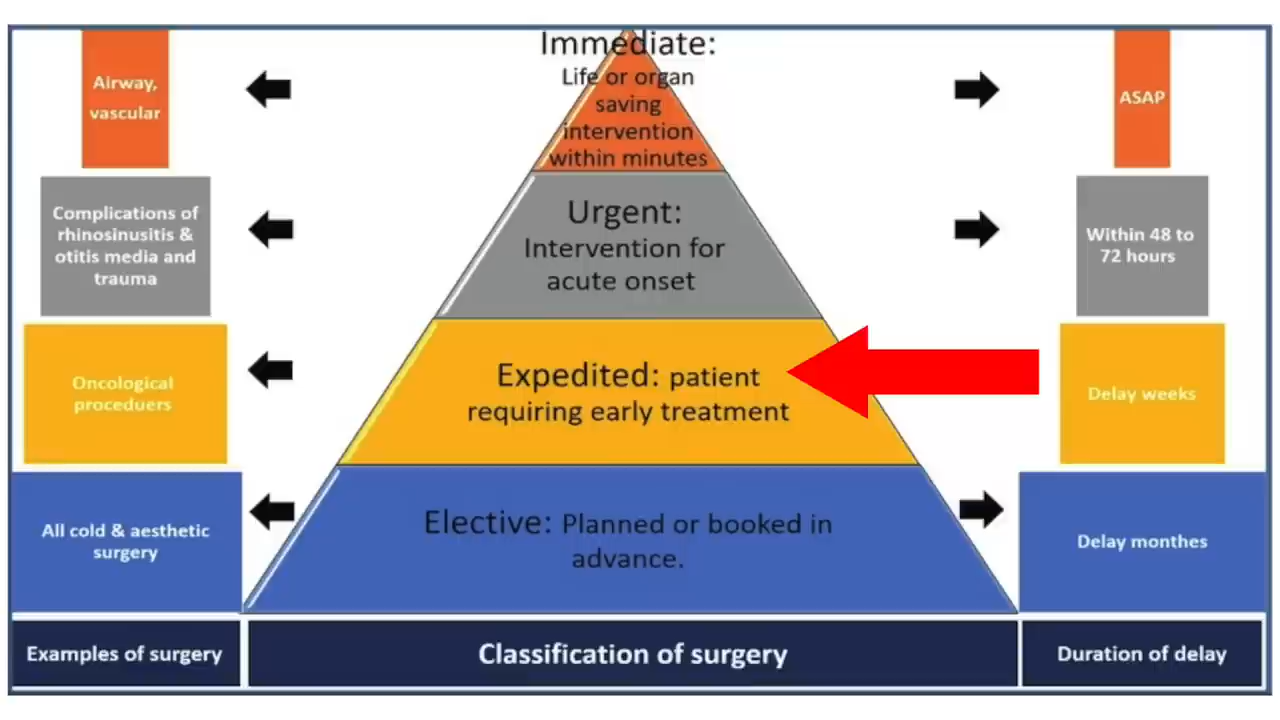 Immediate:
Life or organ
saving
intervention
within minutes
Airway,
vascular
ASAP
Urgent:
Intervention for
acute onset
Complications of
rhinosinusitis &
otitis media and
trauma
Within 48 to
72 hours
Expedited: patient
requiring early treatment
Oncological
proceduers
Delay weeks
Elective: Planned or booked in
advance.
All cold & aesthetic
surgery
Delay monthes
Examples of surgery
Classification of surgery
Duration of delay